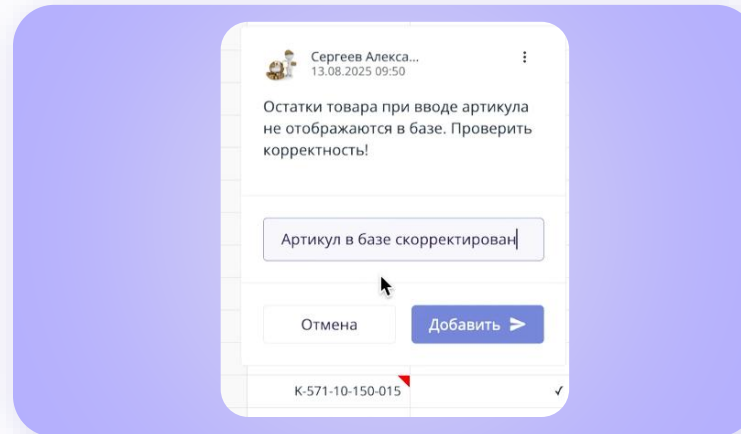 Сергеев Алекса...
13.08.2025 09:50
Остатки товара при вводе артикула
не отображаются в базе. Проверить
корректность!
Артикул в базе скорректирован
Отмена
Добавить
K-571-10-150-015